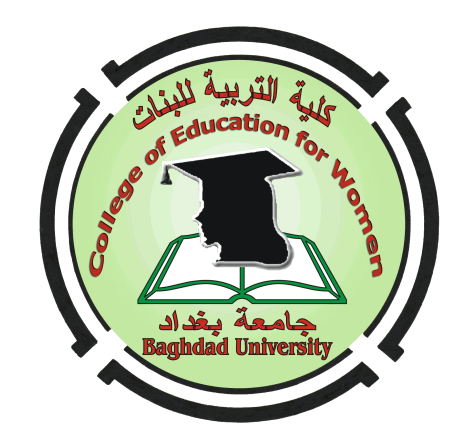 كلية التربية للبنات
College of Education for Women
جامعة بغداد
Baghdad University